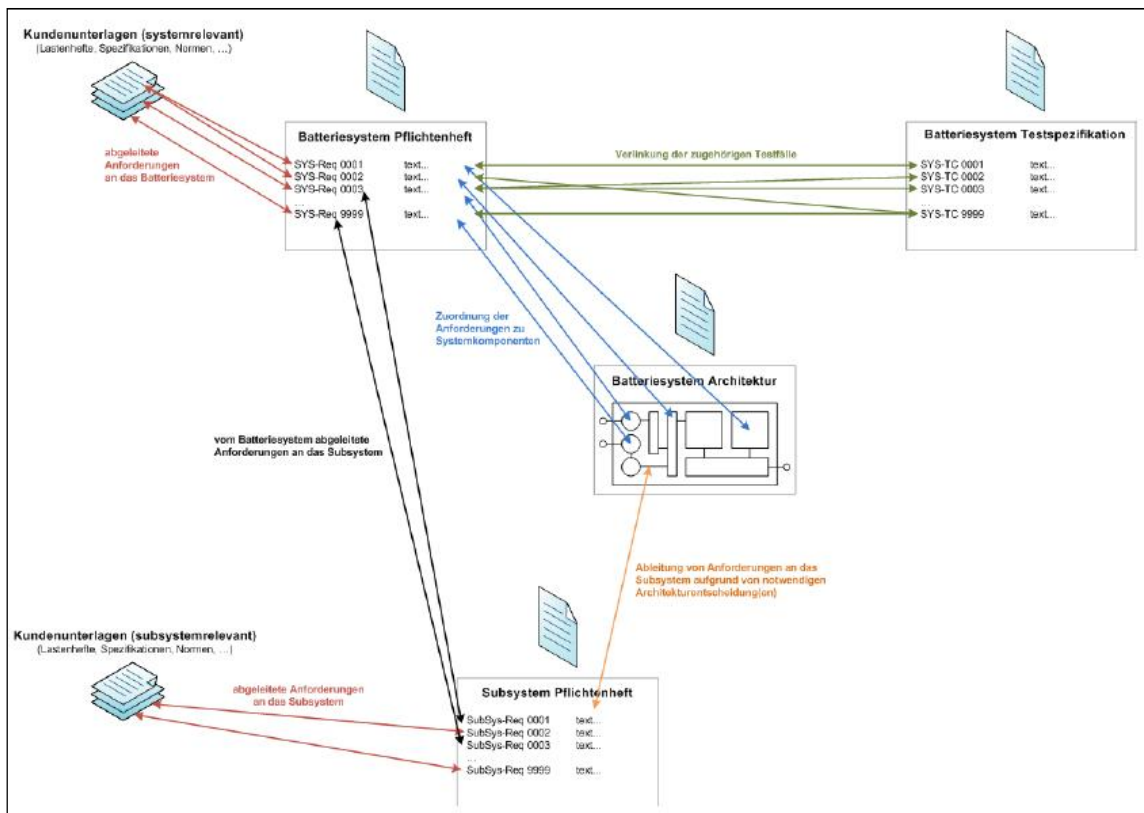 Kundenunterlagen (systemrelevant)
(Lastenhefte, Spezifikationen, Normen, ...)
abgeleitete
Anforderungen
an das Batteriesystem
Batteriesystem Pflichtenheft
SYS-Req 0001 text...
SYS-Req 0002 text...
SYS-Req 0003 text...
...
SYS-Req 9999 text...
Verlinkung der zugehörigen Testfälle
Batteriesystem Testspezifikation
SYS-TC 0001 text...
SYS-TC 0002 text...
SYS-TC 0003 text...
...
SYS-TC 9999 text...
Zuordnung der
Anforderungen zu
Systemkomponenten
Batteriesystem Architektur
vom Batteriesystem abgeleitete
Anforderungen an das Subsystem
Ableitung von Anforderungen an das
Subsystem aufgrund von notwendigen
Architekturentscheidung(en)
Kundenunterlagen (subsystemrelevant)
(Lastenhefte, Spezifikationen, Normen, ...)
abgeleitete Anforderungen
an das Subsystem
Subsystem Pflichtenheft
SubSys-Req 0001 text...
SubSys-Req 0002 text...
SubSys-Req 0003 text...
...
SubSys-Req 9999 text...